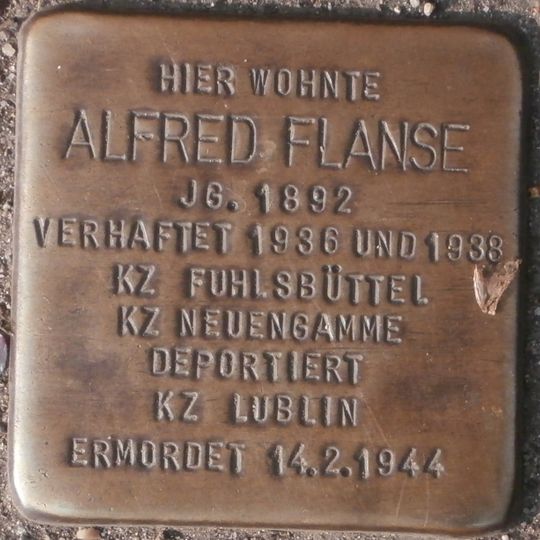 HIER WOHNTE
ALFRED FLANSE
JG. 1892
VERHAFTET 1936 UND 1938
KZ FUHLSBÜTTEL
KZ NEUENGAMME
DEPORTIERT
KZ LUBLIN
ERMORDET 14.2.1944